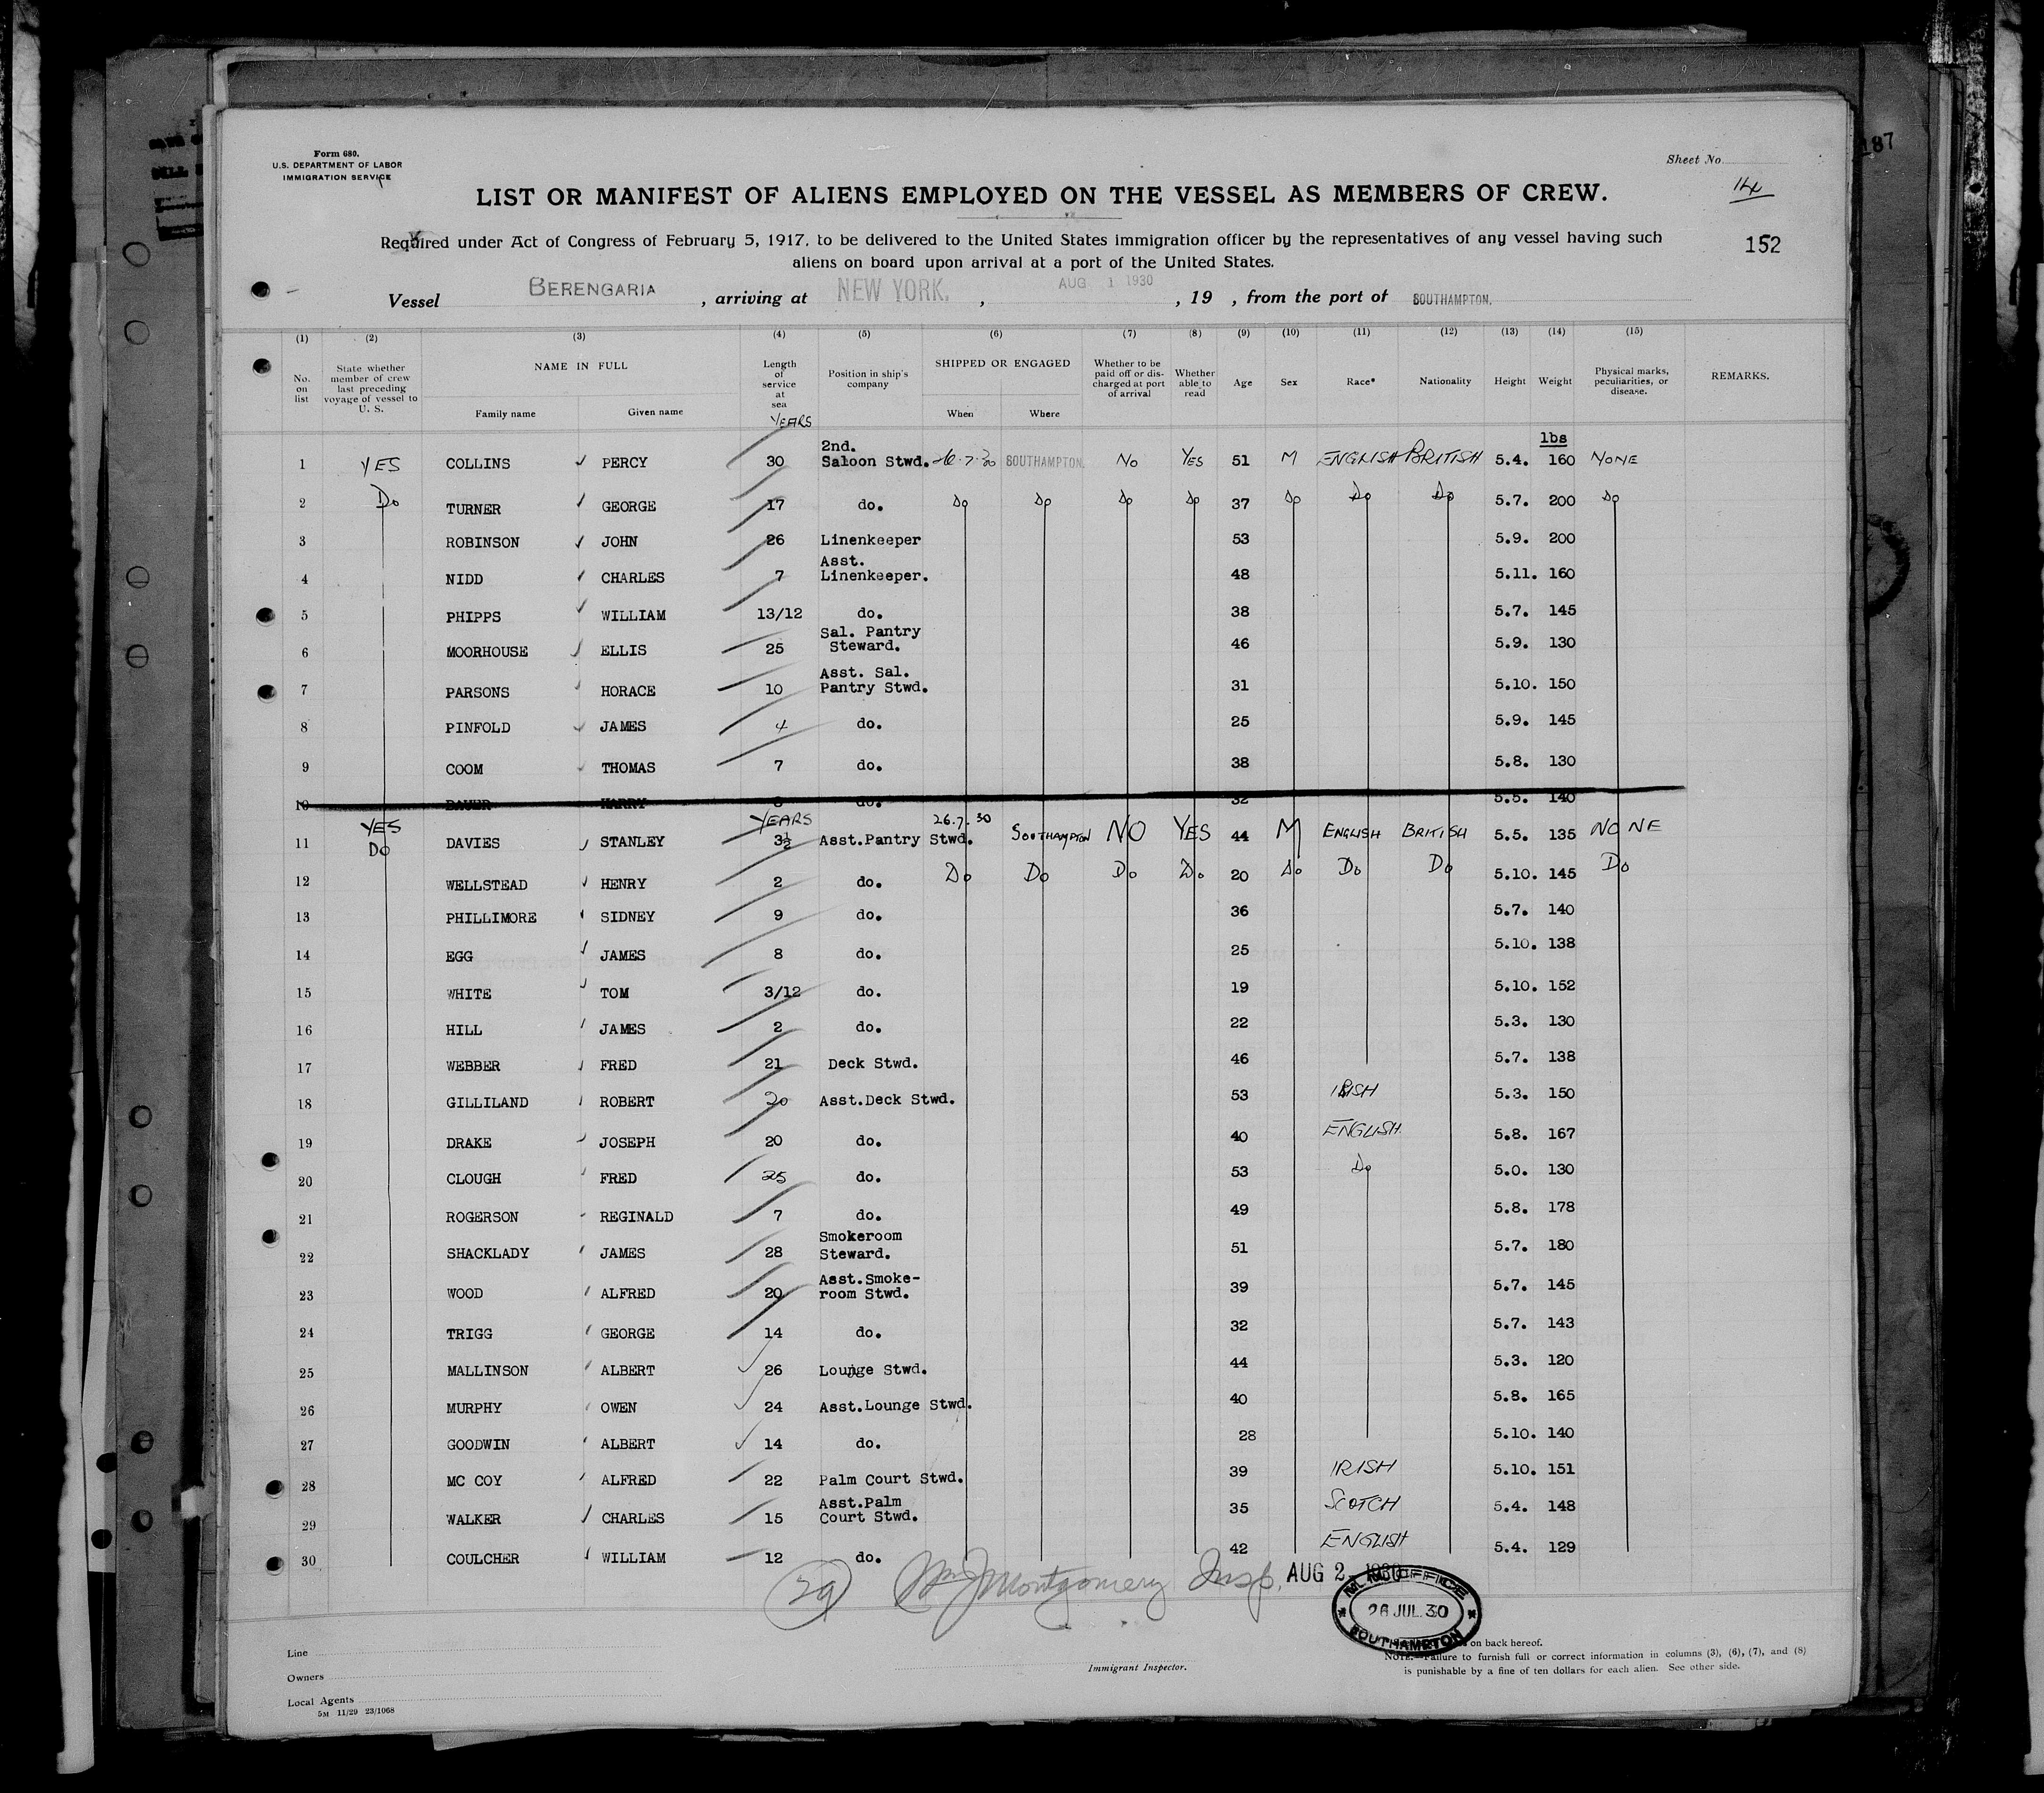 187
Form 680.
U.S. DEPARTMENT OF LABOR
IMMIGRATION SERVICE
Sheet No.
14
LIST OR MANIFEST OF ALIENS EMPLOYED ON THE VESSEL AS MEMBERS OF CREW.
Required under Act of Congress of February 5, 1917, to be delivered to the United States immigration officer by the representatives of any vessel having such
aliens on board upon arrival at a port of the United States.
152
Vessel BERENGARIA , arriving at NEW YORK. , AUG 1 1930 , 19 , from the port of SOUTHAMPTON.
(1) (2) (3) (4) (5) (6) (7) (8) (9) (10) (11) (12) (13) (14) (15)
No. on list State whether member of crew last preceding voyage of vessel to U. S. NAME IN FULL Family name Given name Length of service at sea YEARS Position in ship's company SHIPPED OR ENGAGED When Where Whether to be paid off or discharged at port of arrival Whether able to read Age Sex Race* Nationality Height Weight Physical marks, peculiarities, or disease. REMARKS.
lbs
1 YES COLLINS PERCY 30 2nd. Saloon Stwd. 26.7.30 SOUTHAMPTON. NO YES 51 M ENGLISH BRITISH 5.4. 160 NONE
2 Do TURNER GEORGE 17 do. Do Do Do Do 37 Do Do Do 5.7. 200 Do
3 ROBINSON JOHN 26 Linenkeeper 53 5.9. 200
4 NIDD CHARLES 7 Asst. Linenkeeper. 48 5.11. 160
5 PHIPPS WILLIAM 13/12 do. 38 5.7. 145
6 MOORHOUSE ELLIS 25 Sal. Pantry Steward. 46 5.9. 130
7 PARSONS HORACE 10 Asst. Sal. Pantry Stwd. 31 5.10. 150
8 PINFOLD JAMES 4 do. 25 5.9. 145
9 COOM THOMAS 7 do. 38 5.8. 130
10 HARRY do. 32 5.5. 140
11 YES Do DAVIES STANLEY YEARS 3½ Asst.Pantry Stwd. 26.7.30 SOUTHAMPTON NO YES 44 M ENGLISH BRITISH 5.5. 135 NONE
12 WELLSTEAD HENRY 2 do. Do Do Do Do 20 Do Do Do 5.10. 145 Do
13 PHILLIMORE SIDNEY 9 do. 36 5.7. 140
14 EGG JAMES 8 do. 25 5.10. 138
15 WHITE TOM 3/12 do. 19 5.10. 152
16 HILL JAMES 2 do. 22 5.3. 130
17 WEBBER FRED 21 Deck Stwd. 46 5.7. 138
18 GILLILAND ROBERT 20 Asst.Deck Stwd. 53 IRISH 5.3. 150
19 DRAKE JOSEPH 20 do. 40 ENGLISH 5.8. 167
20 CLOUGH FRED 25 do. 53 Do 5.0. 130
21 ROGERSON REGINALD 7 do. 49 5.8. 178
22 SHACKLADY JAMES 28 Smokeroom Steward. 51 5.7. 180
23 WOOD ALFRED 20 Asst.Smoke-room Stwd. 39 5.7. 145
24 TRIGG GEORGE 14 do. 32 5.7. 143
25 MALLINSON ALBERT 26 Lounge Stwd. 44 5.3. 120
26 MURPHY OWEN 24 Asst.Lounge Stwd. 40 5.8. 165
27 GOODWIN ALBERT 14 do. 28 5.10. 140
28 MC COY ALFRED 22 Palm Court Stwd. 39 IRISH 5.10. 151
29 WALKER CHARLES 15 Asst.Palm Court Stwd. 35 SCOTCH 5.4. 148
30 COULCHER WILLIAM 12 do. 42 ENGLISH 5.4. 129
29 Wm J Montgomery Insp. AUG 2 1930
OFFICE
26 JUL.30
SOUTHAMPTON
Line
Owners
Local Agents
5M 11/29 23/1068
Immigrant Inspector.
on back hereof.
NOTE.—Failure to furnish full or correct information in columns (3), (6), (7), and (8)
is punishable by a fine of ten dollars for each alien. See other side.